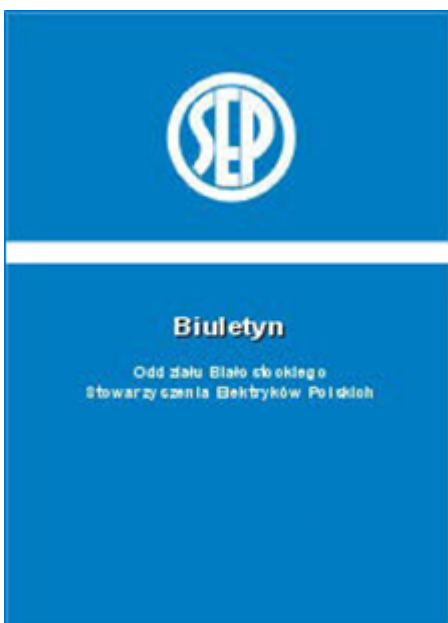 SEP
Biuletyn
Oddziału Białostockiego
Stowarzyszenia Elektryków Polskich